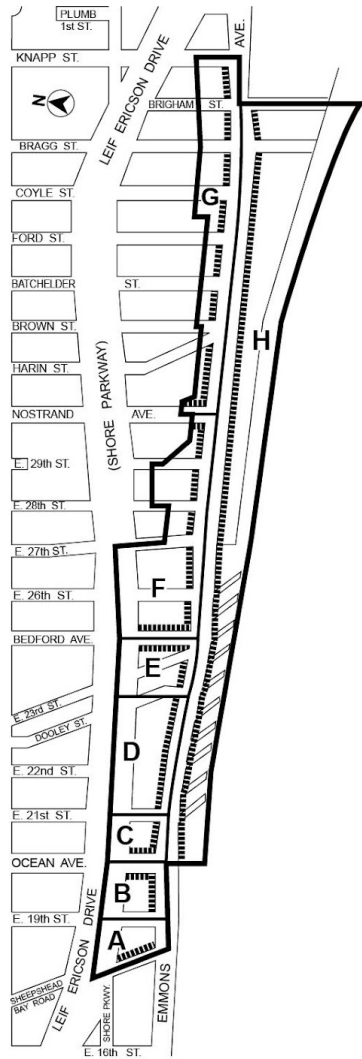 PLUMB
1st ST.
KNAPP ST.
AVE.
N
BRIGHAM ST.
BRAGG ST.
LEIF ERICSON DRIVE
COYLE ST.
G
FORD ST.
BATCHELDER ST.
BROWN ST.
H
HARIN ST.
NOSTRAND AVE.
(SHORE PARKWAY)
E. 29th ST.
E. 28th ST.
E. 27th ST.
F
E. 26th ST.
BEDFORD AVE.
E
E. 23rd ST.
DOOLEY ST.
D
E. 22nd ST.
E. 21st ST.
C
OCEAN AVE.
B
E. 19th ST.
A
LEIF ERICSON DRIVE
SHEEPSHEAD
BAY ROAD
SHORE PKWY.
EMMONS
E. 16th ST.